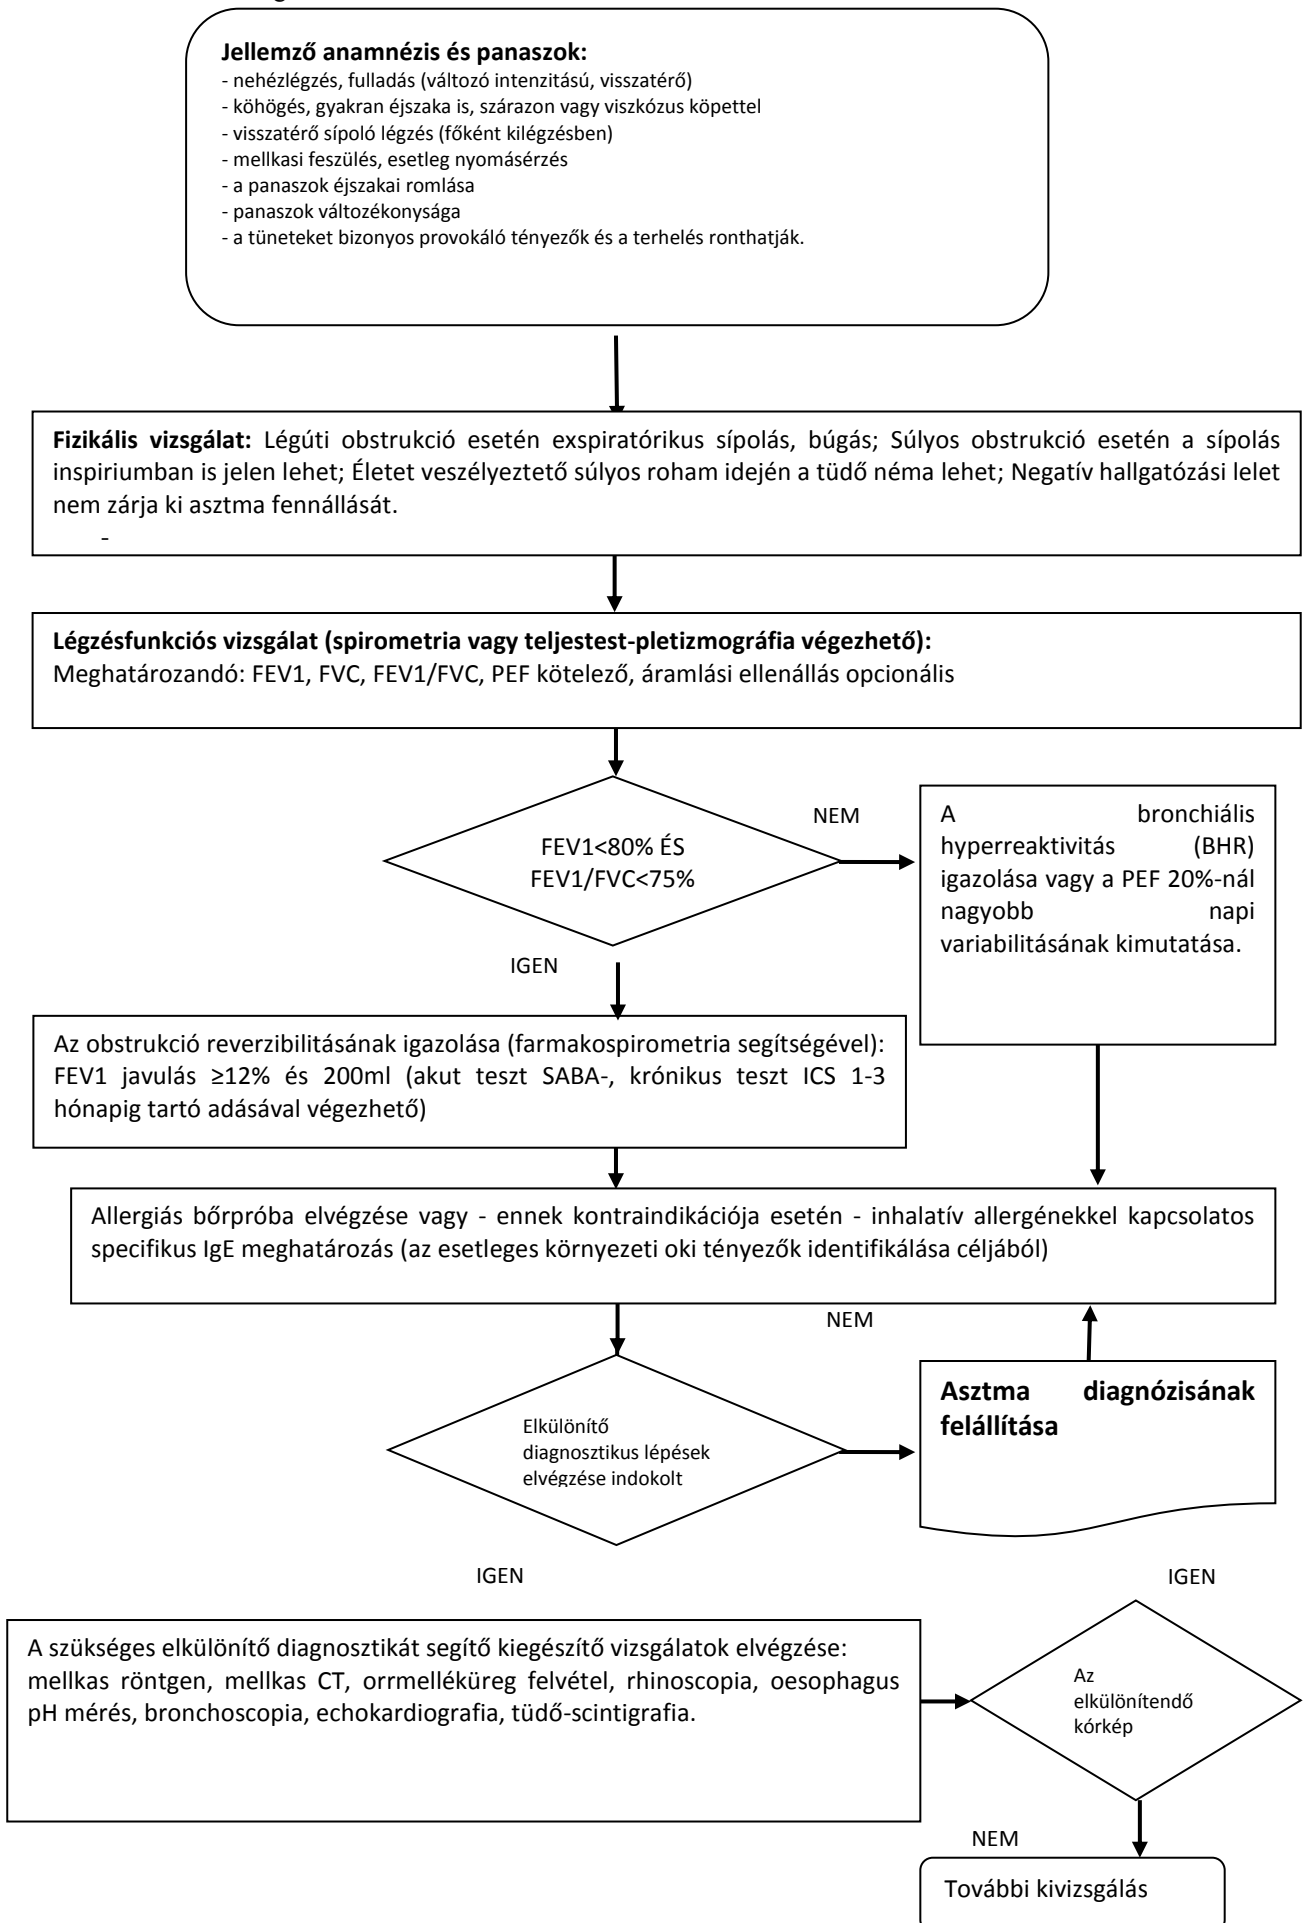 Jellemző anamnézis és panaszok:
- nehézlégzés, fulladás (változó intenzitású, visszatérő)
- köhögés, gyakran éjszaka is, szárazon vagy viszkózus köpettel
- visszatérő sípoló légzés (főként kilégzésben)
- mellkasi feszülés, esetleg nyomásérzés
- a panaszok éjszakai romlása
- panaszok változékonysága
- a tüneteket bizonyos provokáló tényezők és a terhelés ronthatják.
Fizikális vizsgálat: Légúti obstrukció esetén exspiratórikus sípolás, búgás; Súlyos obstrukció esetén a sípolás
inspiriumban is jelen lehet; Életet veszélyeztető súlyos roham idején a tüdő néma lehet; Negatív hallgatózási lelet
nem zárja ki asztma fennállását.
-
Légzésfunkciós vizsgálat (spirometria vagy teljestest-pletizmográfia végezhető):
Meghatározandó: FEV1, FVC, FEV1/FVC, PEF kötelező, áramlási ellenállás opcionális
FEV1<80% ÉS
FEV1/FVC<75%
NEM
A bronchiális
hyperreaktivitás (BHR)
igazolása vagy a PEF 20%-nál
nagyobb napi
variabilitásának kimutatása.
IGEN
Az obstrukció reverzibilitásának igazolása (farmakospirometria segítségével):
FEV1 javulás ≥12% és 200ml (akut teszt SABA-, krónikus teszt ICS 1-3
hónapig tartó adásával végezhető)
Allergiás bőrpróba elvégzése vagy - ennek kontraindikációja esetén - inhalatív allergénekkel kapcsolatos
specifikus IgE meghatározás (az esetleges környezeti oki tényezők identifikálása céljából)
NEM
Elkülönítő
diagnosztikus lépések
elvégzése indokolt
Asztma diagnózisának
felállítása
IGEN
IGEN
A szükséges elkülönítő diagnosztikát segítő kiegészítő vizsgálatok elvégzése:
mellkas röntgen, mellkas CT, orrmelléküreg felvétel, rhinoscopia, oesophagus
pH mérés, bronchoscopia, echokardiografia, tüdő-scintigrafia.
Az
elkülönítendő
kórkép
NEM
További kivizsgálás